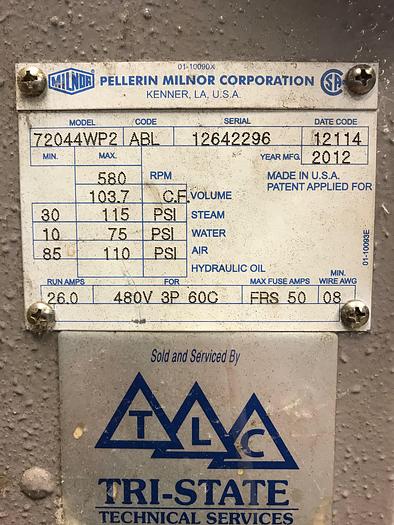 01-10090X
MILNOR PELLERIN MILNOR CORPORATION SA
KENNER, LA, U.S.A.
MODEL CODE SERIAL DATE CODE
72044WP2 ABL 12642296 12114
MIN. MAX. YEAR MFG. 2012
580 RPM MADE IN U.S.A.
103.7 C.F. VOLUME PATENT APPLIED FOR
30 115 PSI STEAM
10 75 PSI WATER
85 110 PSI AIR
HYDRAULIC OIL
01-10093E
RUN AMPS FOR MAX FUSE AMPS MIN. WIRE AWG
26.0 480V 3P 60C FRS 50 08
Sold and Serviced By
TLC
TRI-STATE
TECHNICAL SERVICES